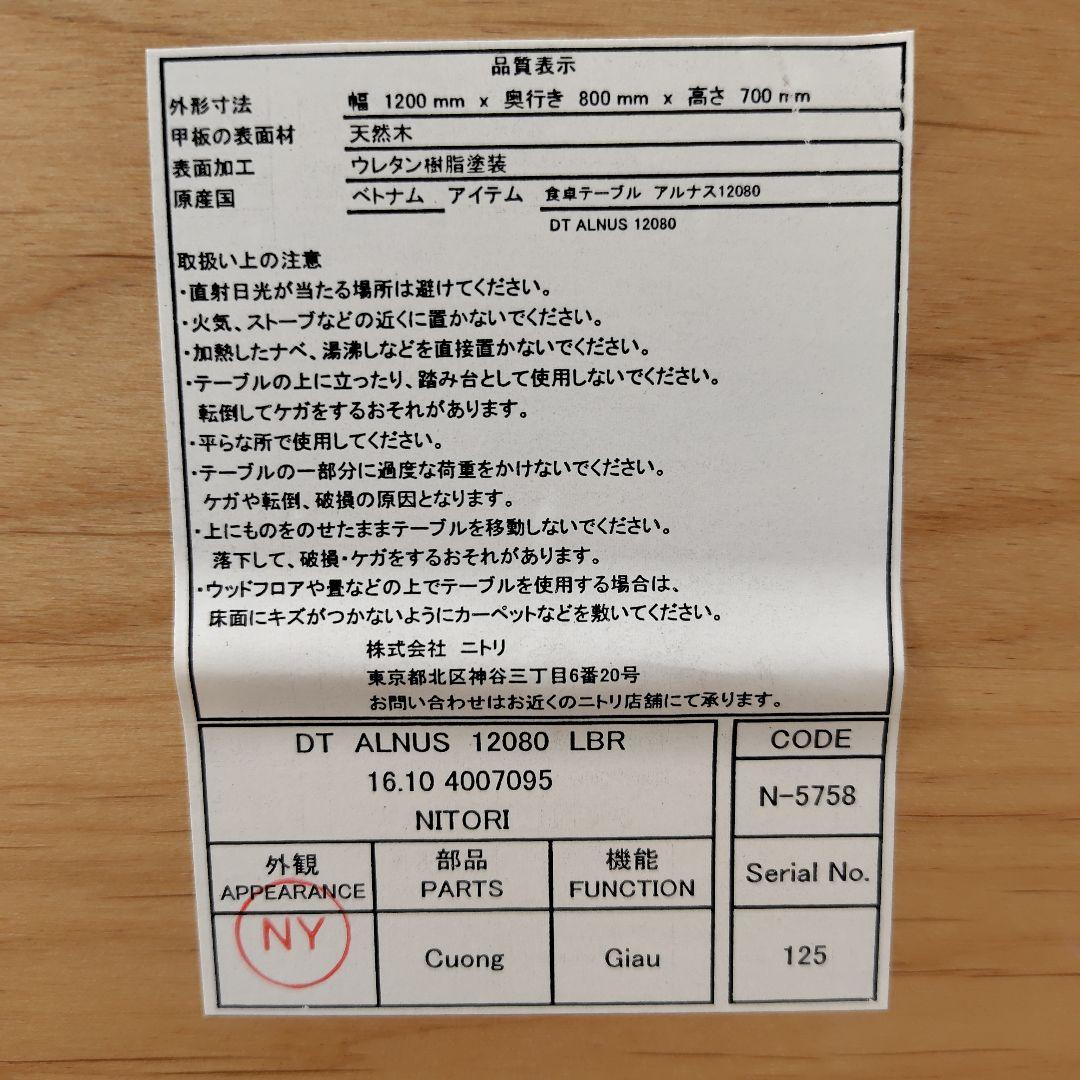 品質表示
外形寸法 幅 1200 mm x 奥行き 800 mm x 高さ 700 mm
甲板の表面材 天然木
表面加工 ウレタン樹脂塗装
原産国 ベトナム アイテム 食卓テーブル アルナス12080
DT ALNUS 12080
取扱い上の注意
・直射日光が当たる場所は避けてください。
・火気、ストーブなどの近くに置かないでください。
・加熱したナベ、湯沸しなどを直接置かないでください。
・テーブルの上に立ったり、踏み台として使用しないでください。
転倒してケガをするおそれがあります。
・平らな所で使用してください。
・テーブルの一部分に過度な荷重をかけないでください。
ケガや転倒、破損の原因となります。
・上にものをのせたままテーブルを移動しないでください。
落下して、破損・ケガをするおそれがあります。
・ウッドフロアや畳などの上でテーブルを使用する場合は、
床面にキズがつかないようにカーペットなどを敷いてください。
株式会社 ニトリ
東京都北区神谷三丁目6番20号
お問い合わせはお近くのニトリ店舗にて承ります。
DT ALNUS 12080 LBR
16.10 4007095
NITORI
CODE
N-5758
Serial No.
125
外観 部品 機能
APPEARANCE PARTS FUNCTION
NY Cuong Giau